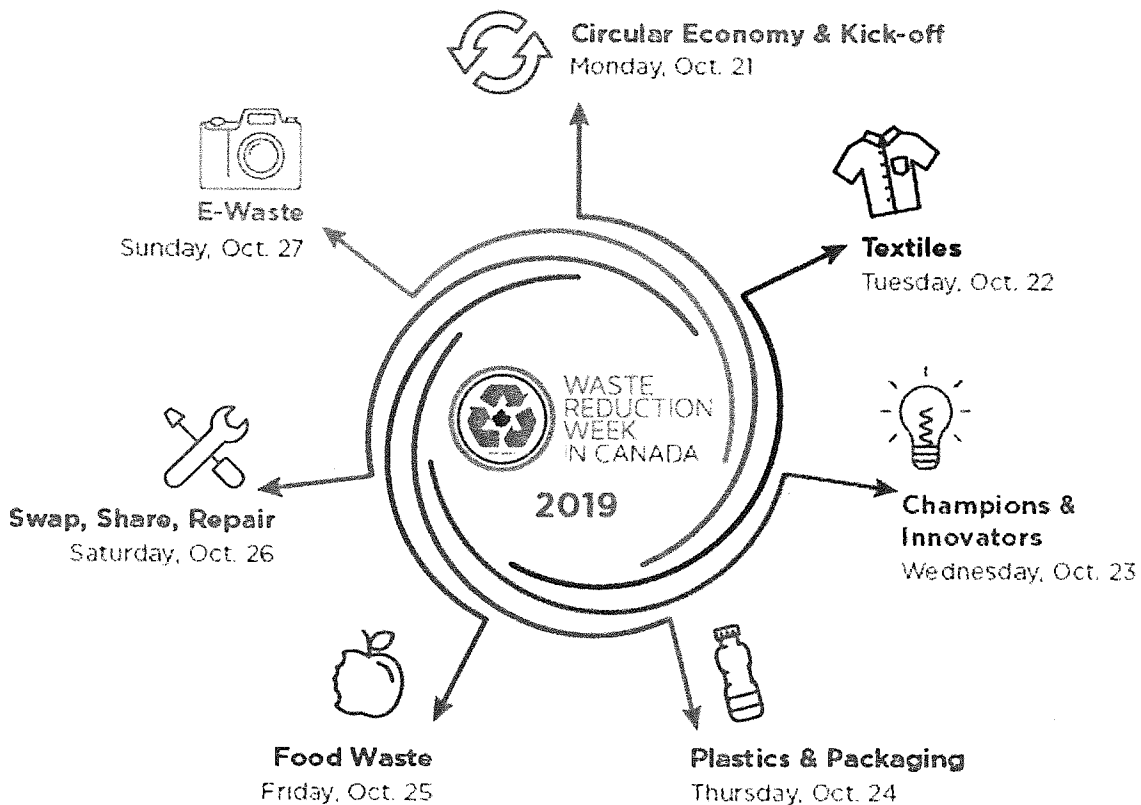 Circular Economy & Kick-off
Monday, Oct. 21
Textiles
Tuesday, Oct. 22
Champions &
Innovators
Wednesday, Oct. 23
Plastics & Packaging
Thursday, Oct. 24
Food Waste
Friday, Oct. 25
Swap, Share, Repair
Saturday, Oct. 26
E-Waste
Sunday, Oct. 27
WASTE
REDUCTION
WEEK
IN CANADA
2019